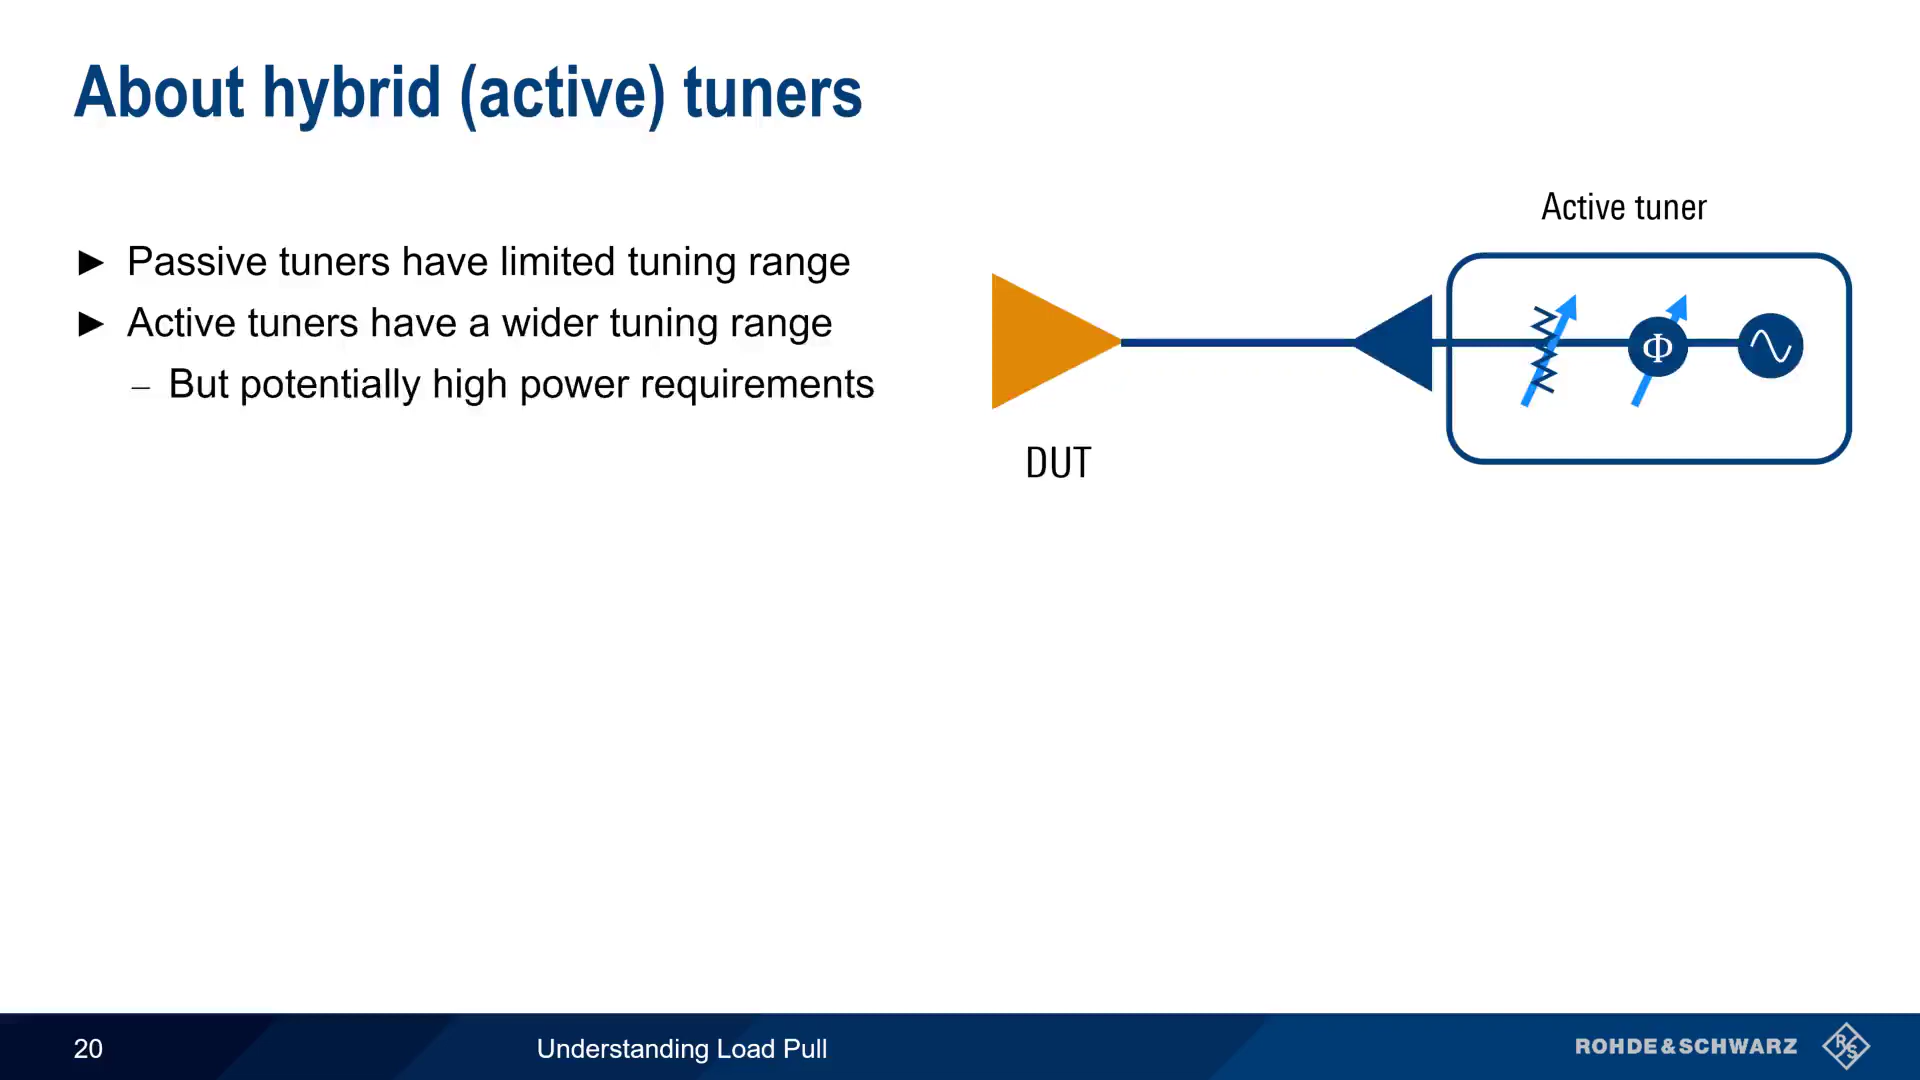 About hybrid (active) tuners
► Passive tuners have limited tuning range
► Active tuners have a wider tuning range
– But potentially high power requirements
Active tuner
Φ
DUT
20
Understanding Load Pull
ROHDE&SCHWARZ
R&S